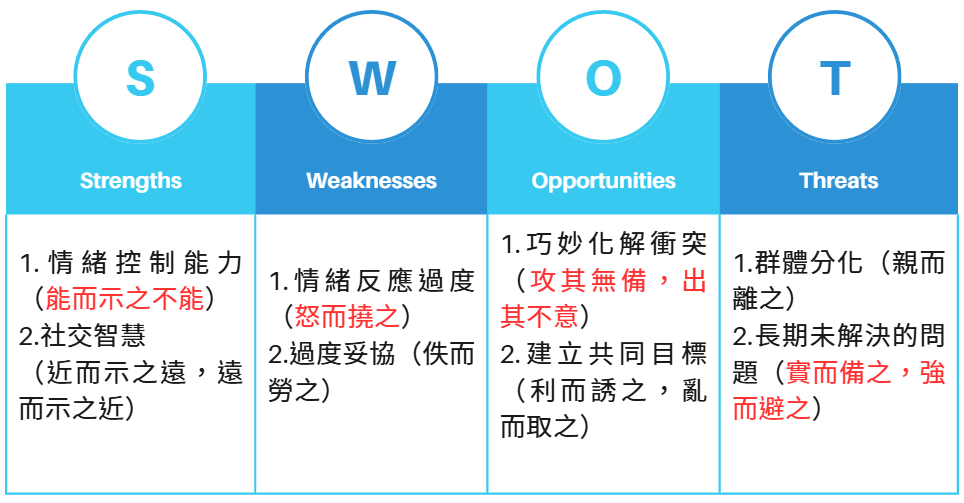 S
Strengths
1. 情緒控制能力
（能而示之不能）
2.社交智慧
（近而示之遠，遠
而示之近）
W
Weaknesses
1.情緒反應過度
（怒而撓之）
2.過度妥協（佚而
勞之）
O
Opportunities
1.巧妙化解衝突
（攻其無備，出
其不意）
2.建立共同目標
（利而誘之，亂
而取之）
T
Threats
1.群體分化（親而
離之）
2.長期未解決的問
題（實而備之，強
而避之）